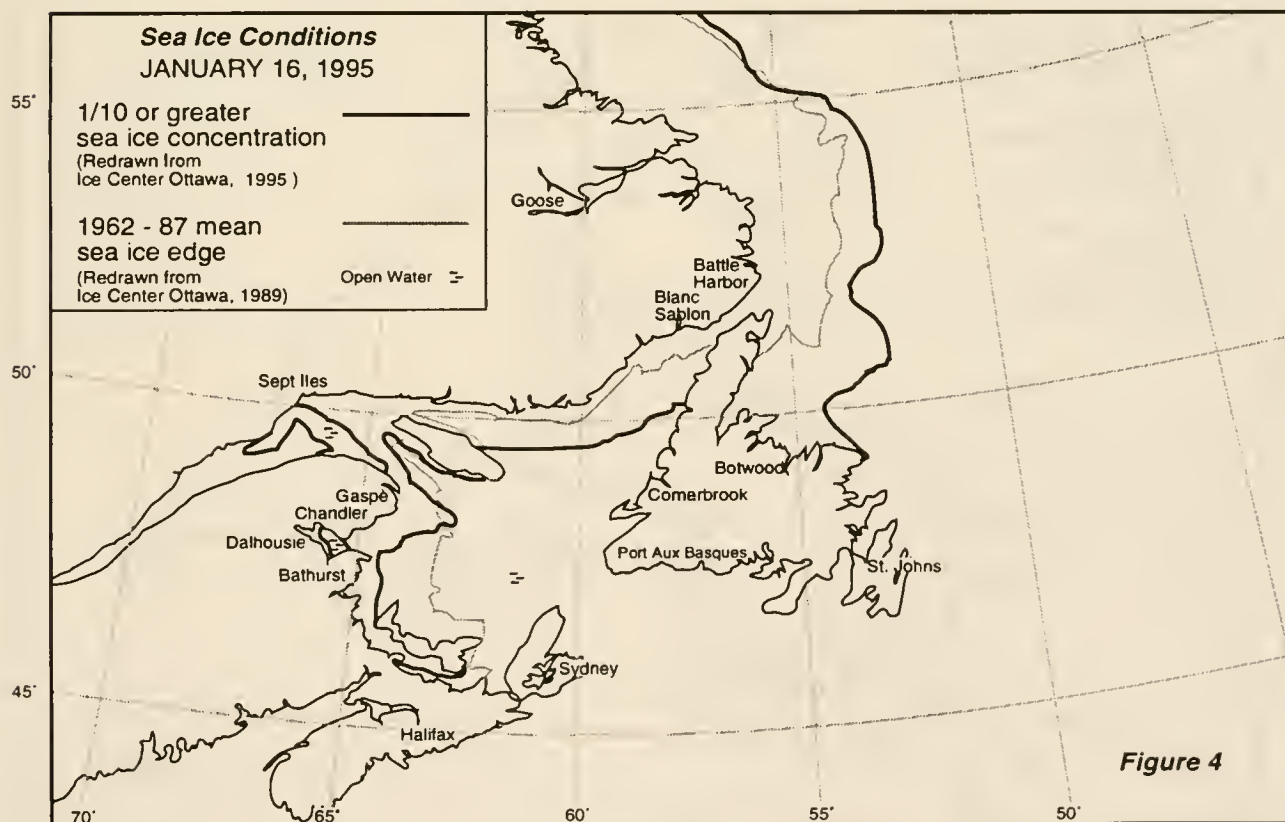 Sea Ice Conditions
JANUARY 16, 1995
1/10 or greater
sea ice concentration
(Redrawn from
Ice Center Ottawa, 1995 )
1962 - 87 mean
sea ice edge
(Redrawn from
Ice Center Ottawa, 1989)
Open Water
55°
50°
45°
Goose
Battle
Harbor
Blanc
Sablon
Sept Iles
Gaspe
Chandler
Dalhousie
Bathurst
Botwood
Comerbrook
Port Aux Basques
St. Johns
Sydney
Halifax
Figure 4
70°
65°
60°
55°
50°